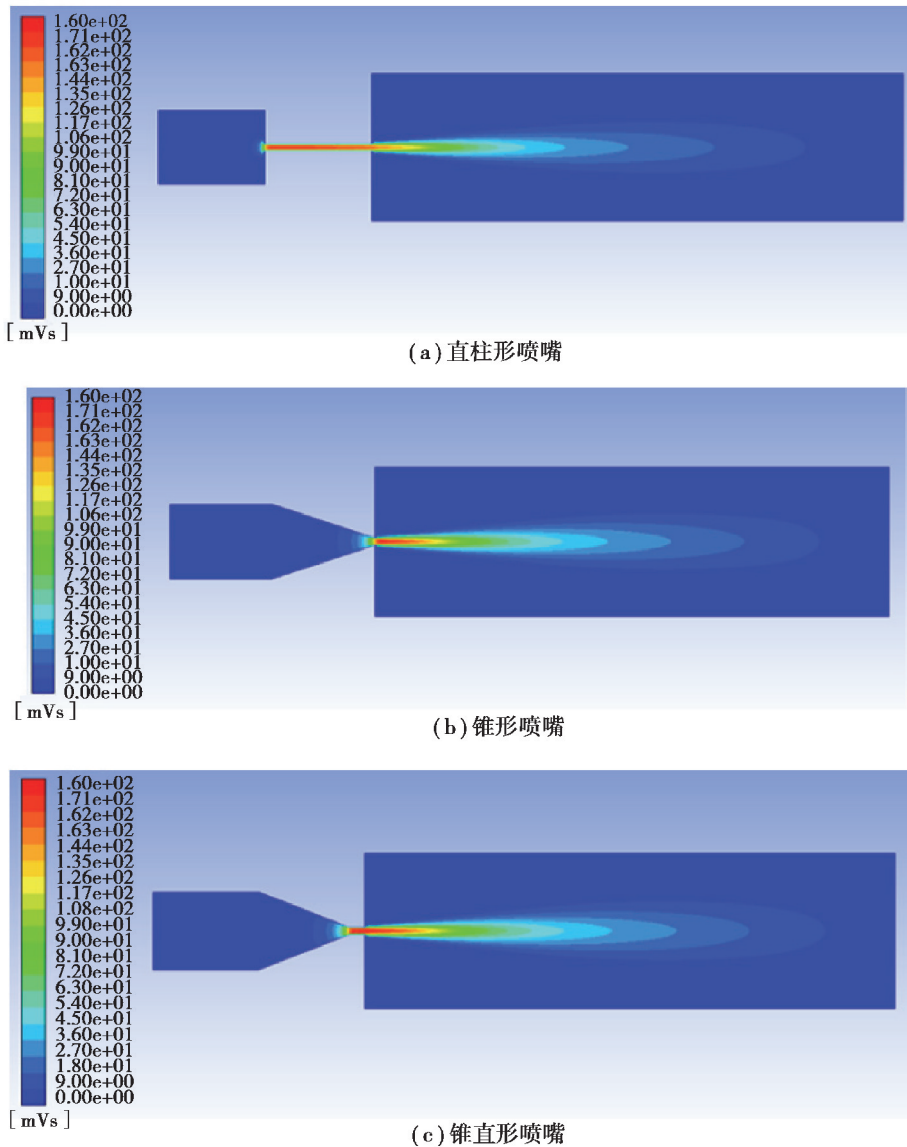 1.60e+02
1.71e+02
1.62e+02
1.63e+02
1.44e+02
1.35e+01
1.26e+02
1.17e+02
1.06e+02
9.90e+01
9.00e+01
8.10e+01
7.20e+01
6.30e+01
5.40e+01
4.50e+01
3.60e+01
2.70e+01
1.00e+01
9.00e+00
0.00e+00
[ mVs ]
(a)直柱形喷嘴
1.60e+02
1.71e+02
1.62e+02
1.63e+02
1.44e+02
1.35e+01
1.26e+02
1.17e+02
1.06e+02
9.90e+01
9.00e+01
8.10e+01
7.20e+01
6.30e+01
5.40e+01
4.50e+01
3.60e+01
2.70e+01
1.00e+01
9.00e+00
0.00e+00
[ mVs ]
(b)锥形喷嘴
1.60e+02
1.71e+02
1.62e+02
1.63e+02
1.44e+02
1.35e+01
1.26e+02
1.17e+02
1.08e+02
9.90e+01
9.00e+01
8.10e+01
7.20e+01
6.30e+01
5.40e+01
4.50e+01
3.60e+01
2.70e+01
1.80e+01
9.00e+00
0.00e+00
[ mVs ]
(c)锥直形喷嘴